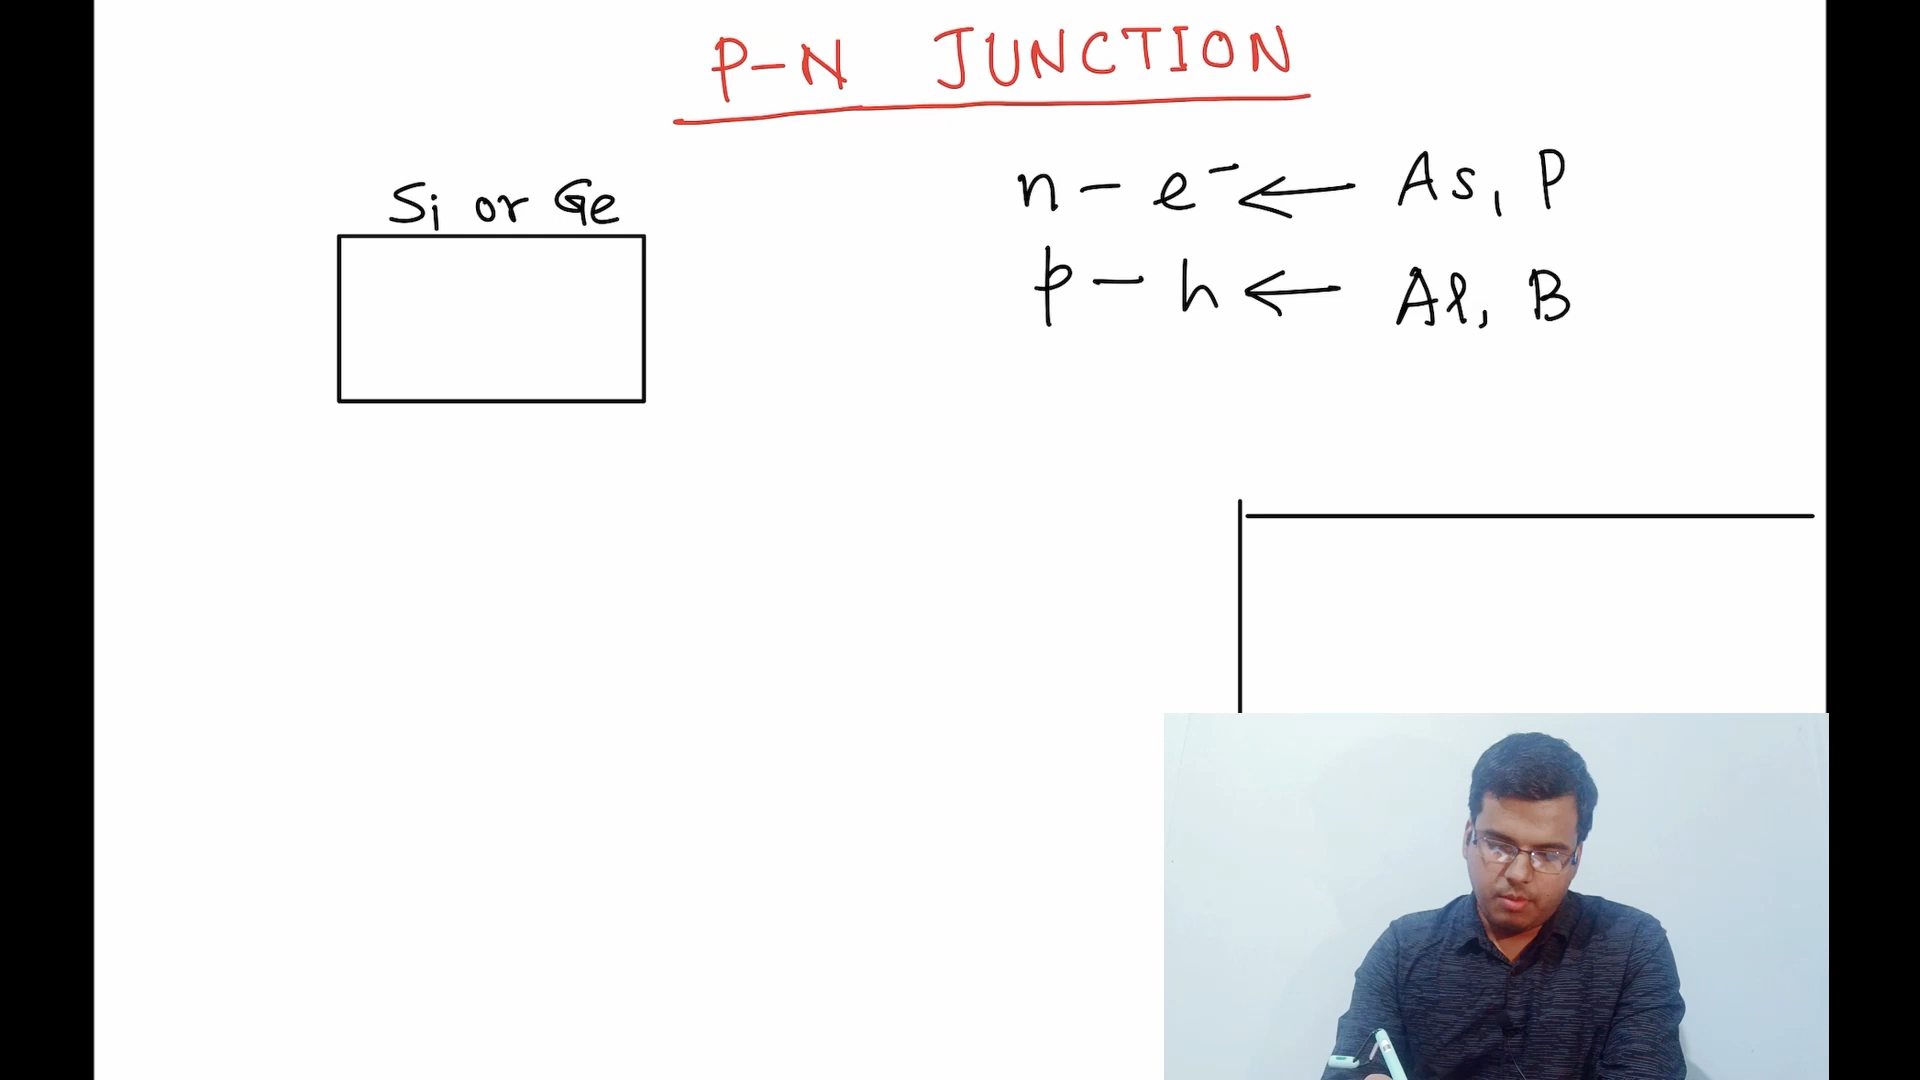 P-N JUNCTION
Si or Ge
n - e⁻ ← As, P
p - h ← Al, B